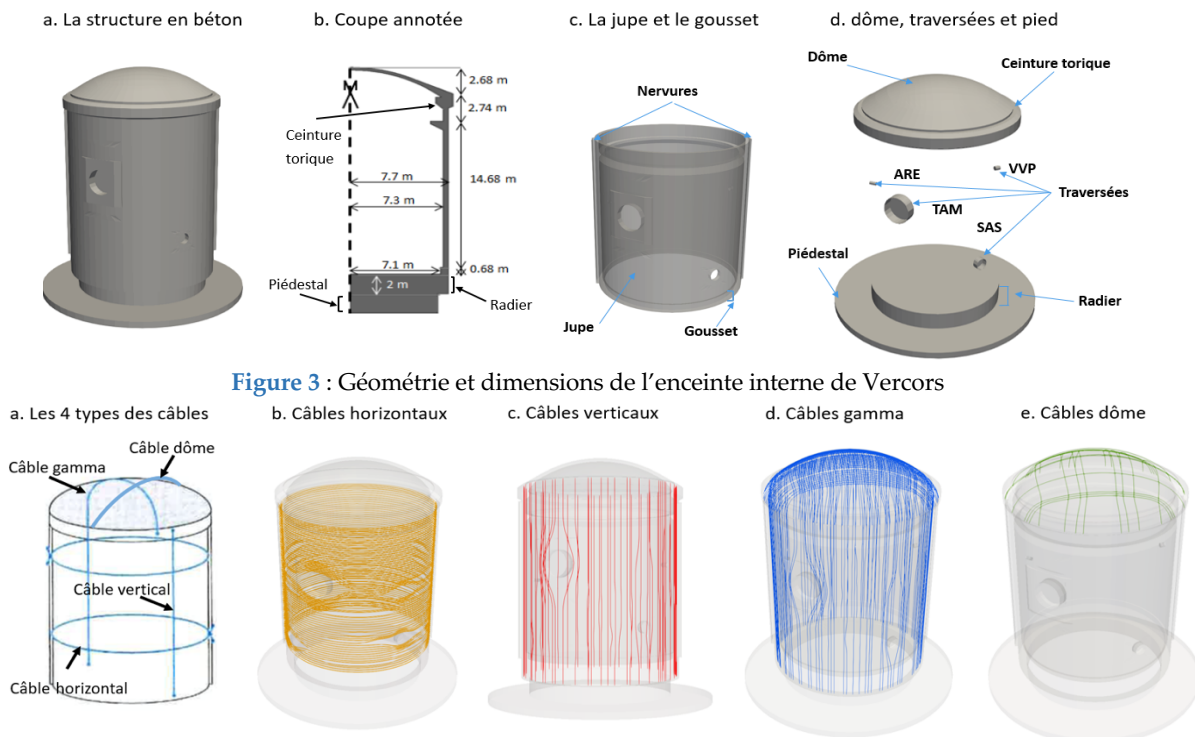 a. La structure en béton
b. Coupe annotée
c. La jupe et le gousset
d. dôme, traversées et pied
2.68 m
2.74 m
Ceinture
torique
14.68 m
7.7 m
7.3 m
7.1 m
0.68 m
2 m
Piédestal
Radier
Nervures
Jupe
Gousset
Dôme
Ceinture torique
ARE
VVP
Traversées
TAM
SAS
Piédestal
Radier
Figure 3 : Géométrie et dimensions de l'enceinte interne de Vercors
a. Les 4 types des câbles
b. Câbles horizontaux
c. Câbles verticaux
d. Câbles gamma
e. Câbles dôme
Câble dôme
Câble gamma
Câble vertical
Câble horizontal